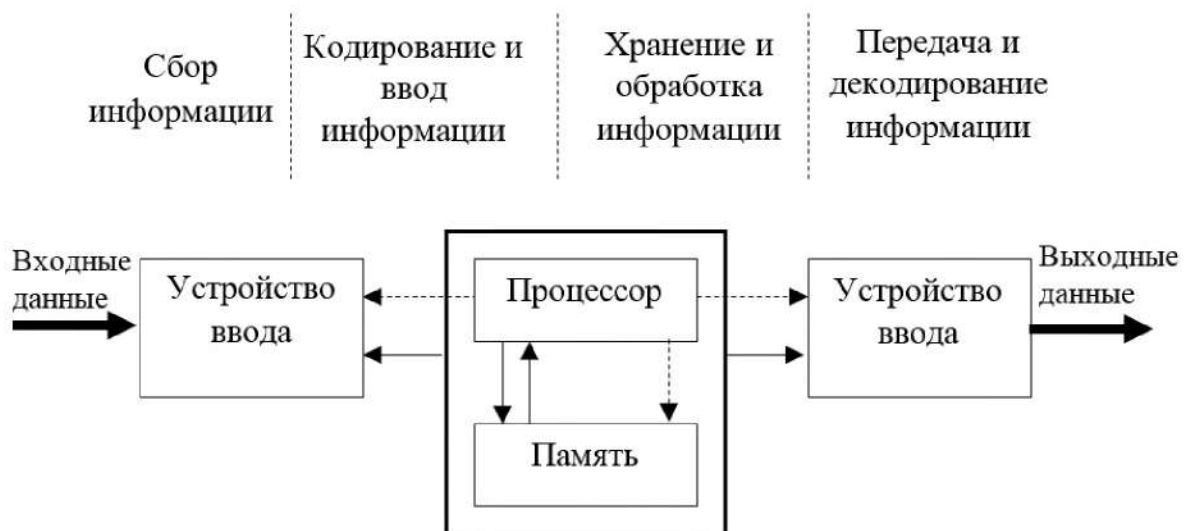 Сбор
информации
Кодирование и
ввод
информации
Хранение и
обработка
информации
Передача и
декодирование
информации
Входные
данные
Устройство
ввода
Процессор
Память
Устройство
ввода
Выходные
данные